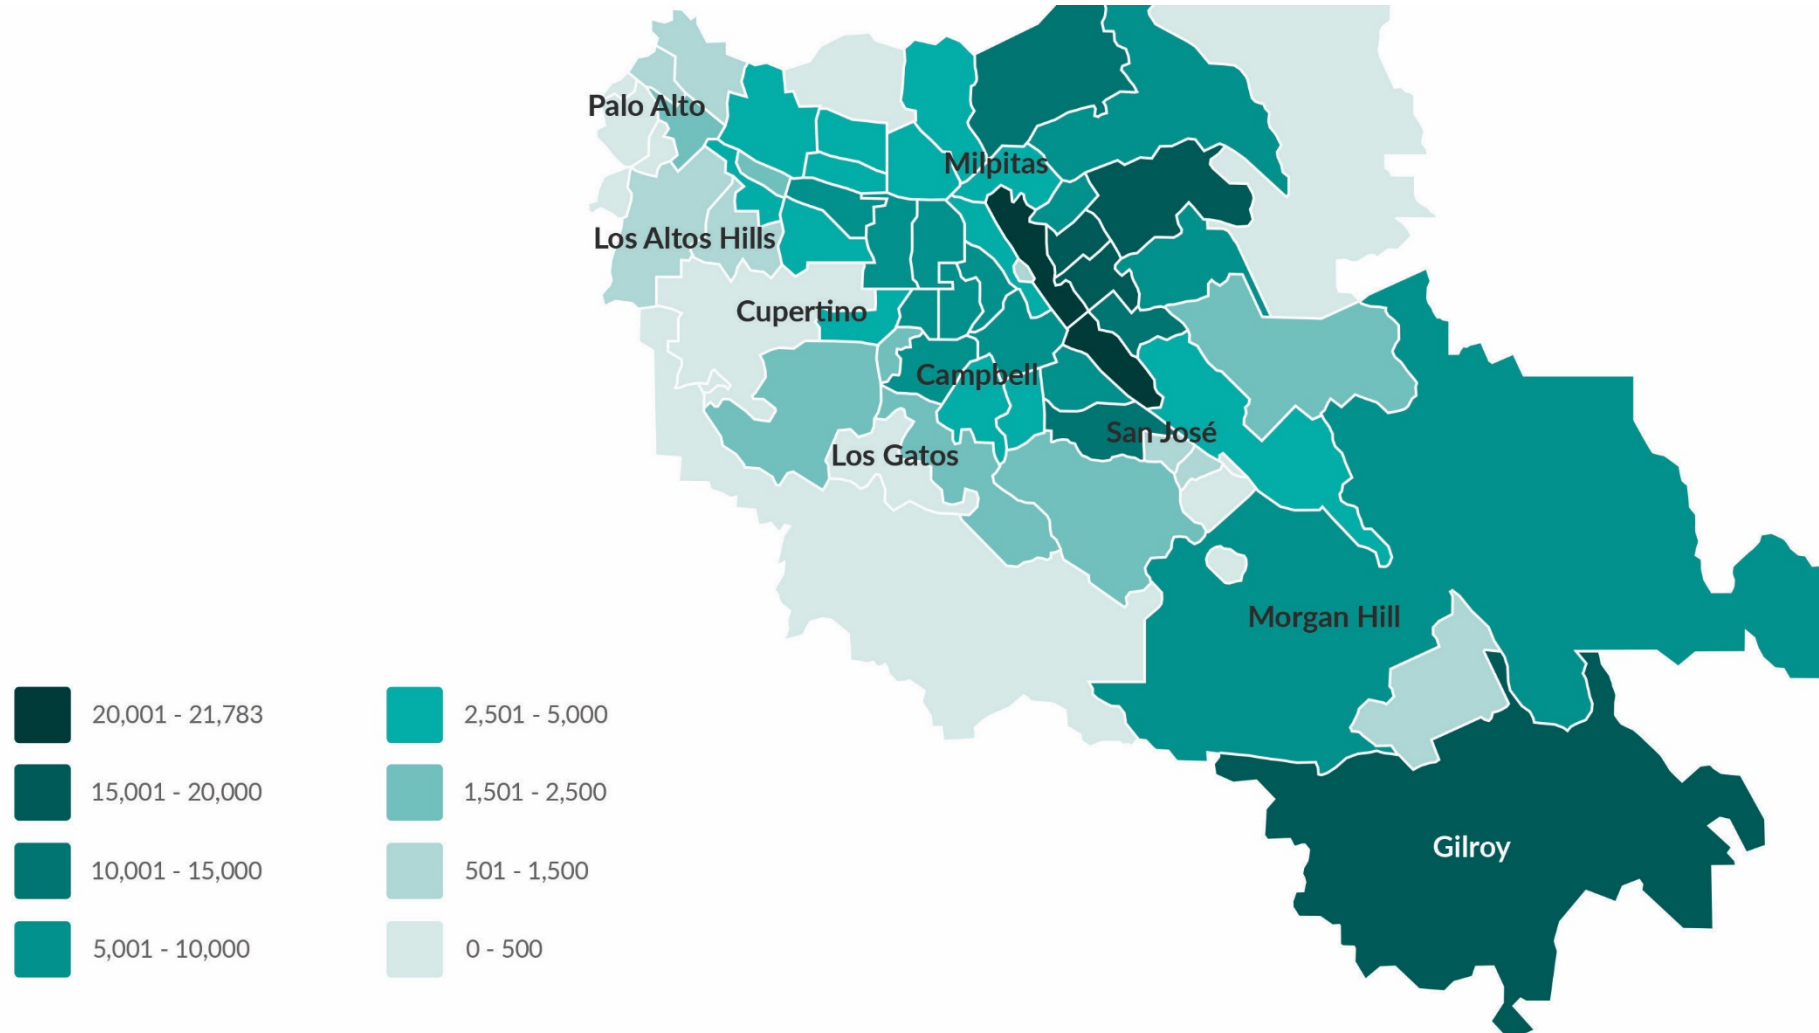 Palo Alto
Milpitas
Los Altos Hills
Cupertino
Campbell
San José
Los Gatos
Morgan Hill
Gilroy
20,001 - 21,783
15,001 - 20,000
10,001 - 15,000
5,001 - 10,000
2,501 - 5,000
1,501 - 2,500
501 - 1,500
0 - 500